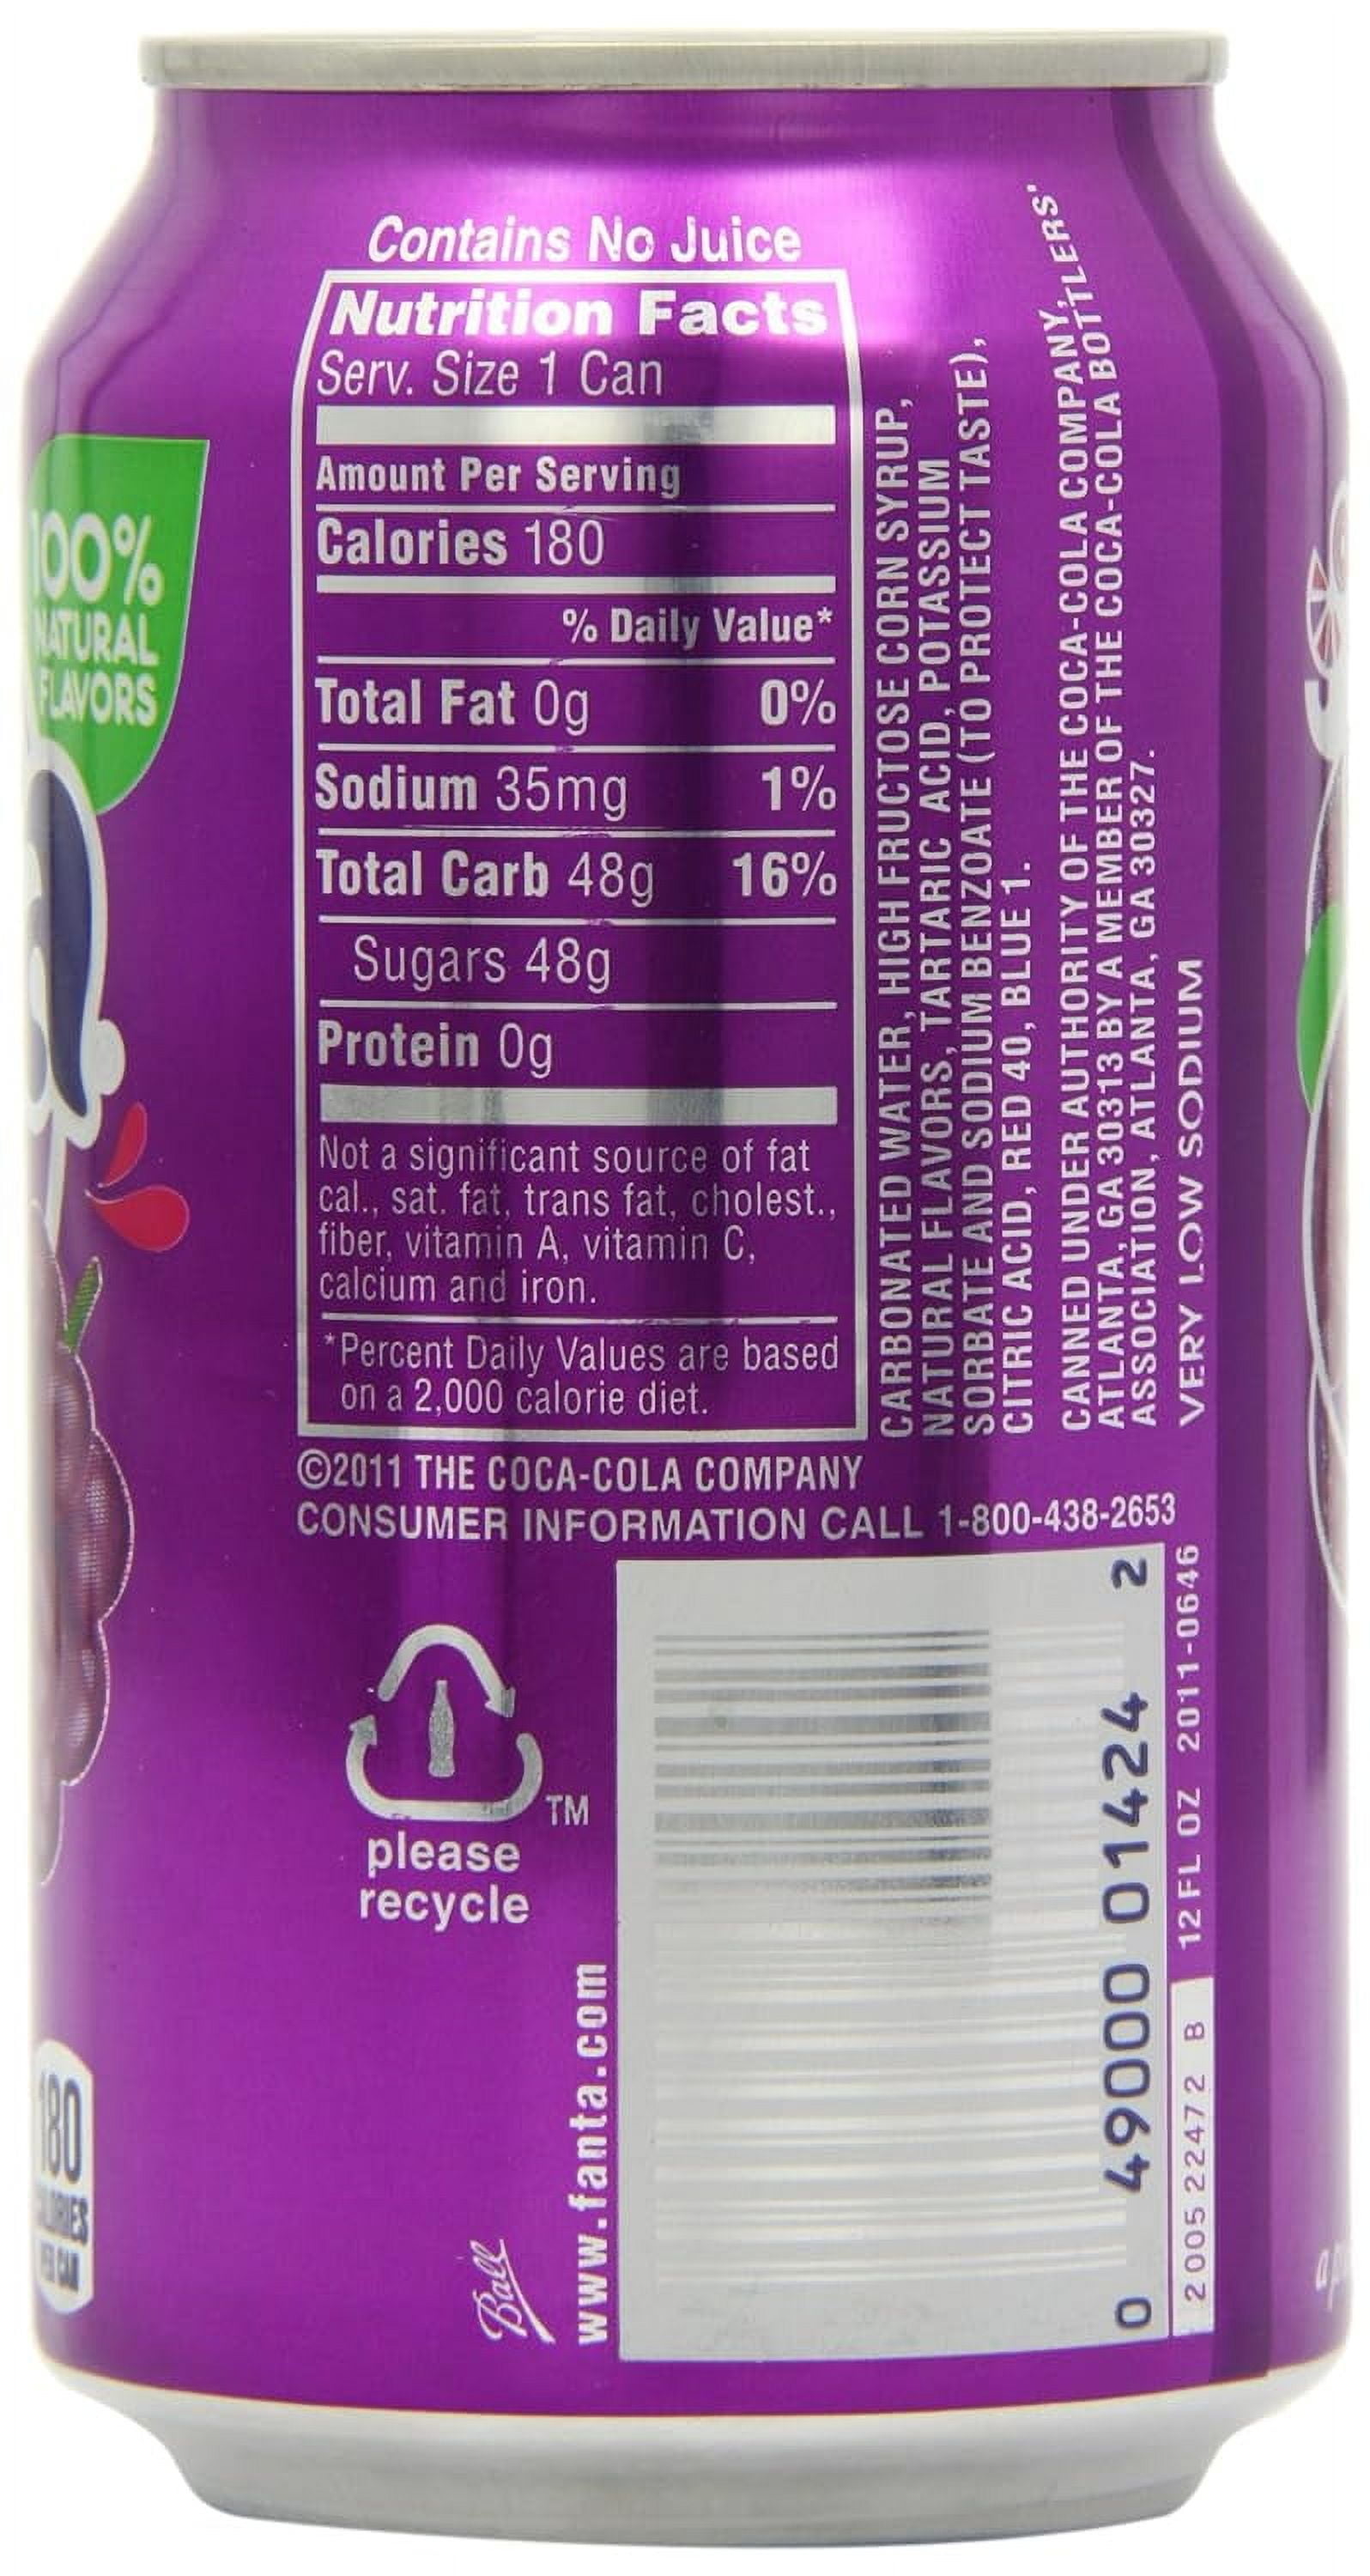 Contains No Juice
Nutrition Facts
Serv. Size 1 Can
Amount Per Serving
Calories 180
% Daily Value*
Total Fat 0g 0%
Sodium 35mg 1%
Total Carb 48g 16%
Sugars 48g
Protein 0g
Not a significant source of fat
cal., sat. fat, trans fat, cholest.,
fiber, vitamin A, vitamin C,
calcium and iron.
*Percent Daily Values are based
on a 2,000 calorie diet.
CARBONATED WATER, HIGH FRUCTOSE CORN SYRUP,
NATURAL FLAVORS, TARTARIC ACID, POTASSIUM
SORBATE AND SODIUM BENZOATE (TO PROTECT TASTE),
CITRIC ACID, RED 40, BLUE 1.
CANNED UNDER AUTHORITY OF THE COCA-COLA COMPANY,
ATLANTA, GA 30313 BY A MEMBER OF THE COCA-COLA BOTTLERS'
ASSOCIATION, ATLANTA, GA 30327.
VERY LOW SODIUM
©2011 THE COCA-COLA COMPANY
CONSUMER INFORMATION CALL 1-800-438-2653
100%
NATURAL
FLAVORS
TM
please
recycle
www.fanta.com
Ball
0 49000 01424 2
12 FL OZ 2011-0646
2005 22472 B
180
CALORIES
PER CAN